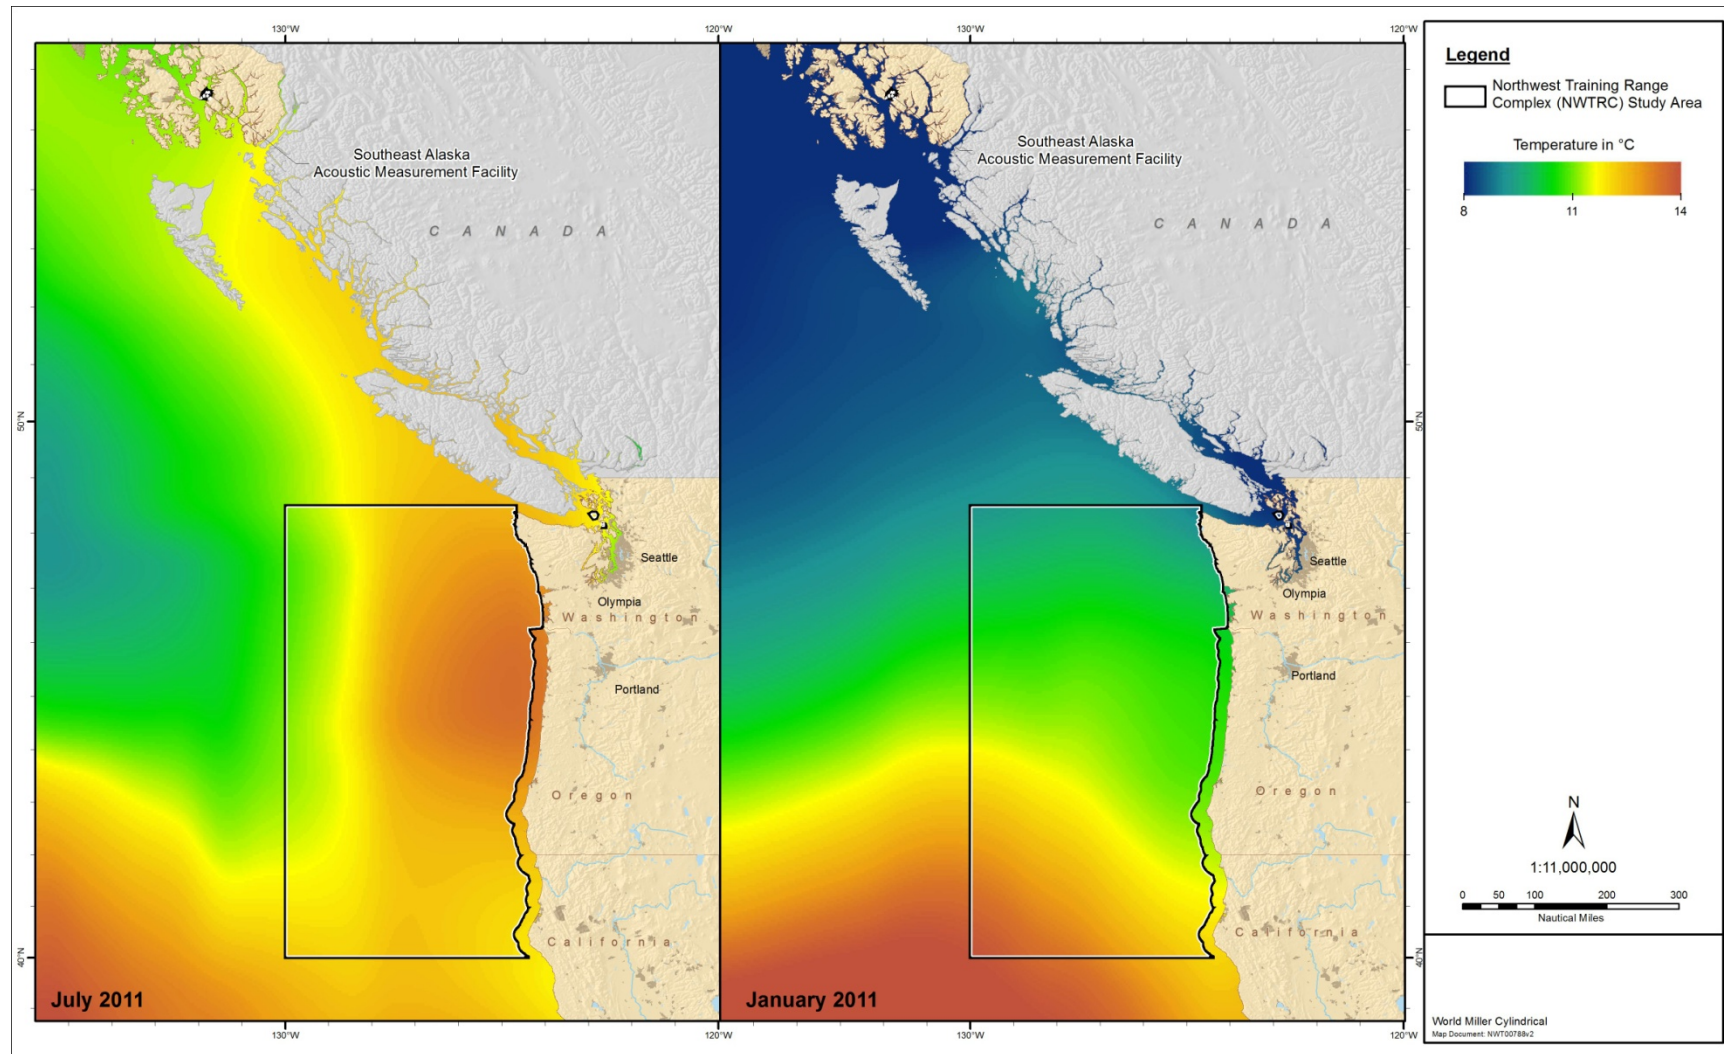 130°W
120°W
130°W
120°W
Southeast Alaska
Acoustic Measurement Facility
C A N A D A
50°N
Seattle
Olympia
Washington
Portland
Oregon
California
40°N
July 2011
130°W
120°W
Southeast Alaska
Acoustic Measurement Facility
C A N A D A
50°N
Seattle
Olympia
Washington
Portland
Oregon
California
40°N
January 2011
130°W
120°W
Legend
Northwest Training Range
Complex (NWTRC) Study Area
Temperature in °C
8 11 14
N
1:11,000,000
0 50 100 200 300
Nautical Miles
World Miller Cylindrical
Map Document: NWT00788v2
50°N
40°N